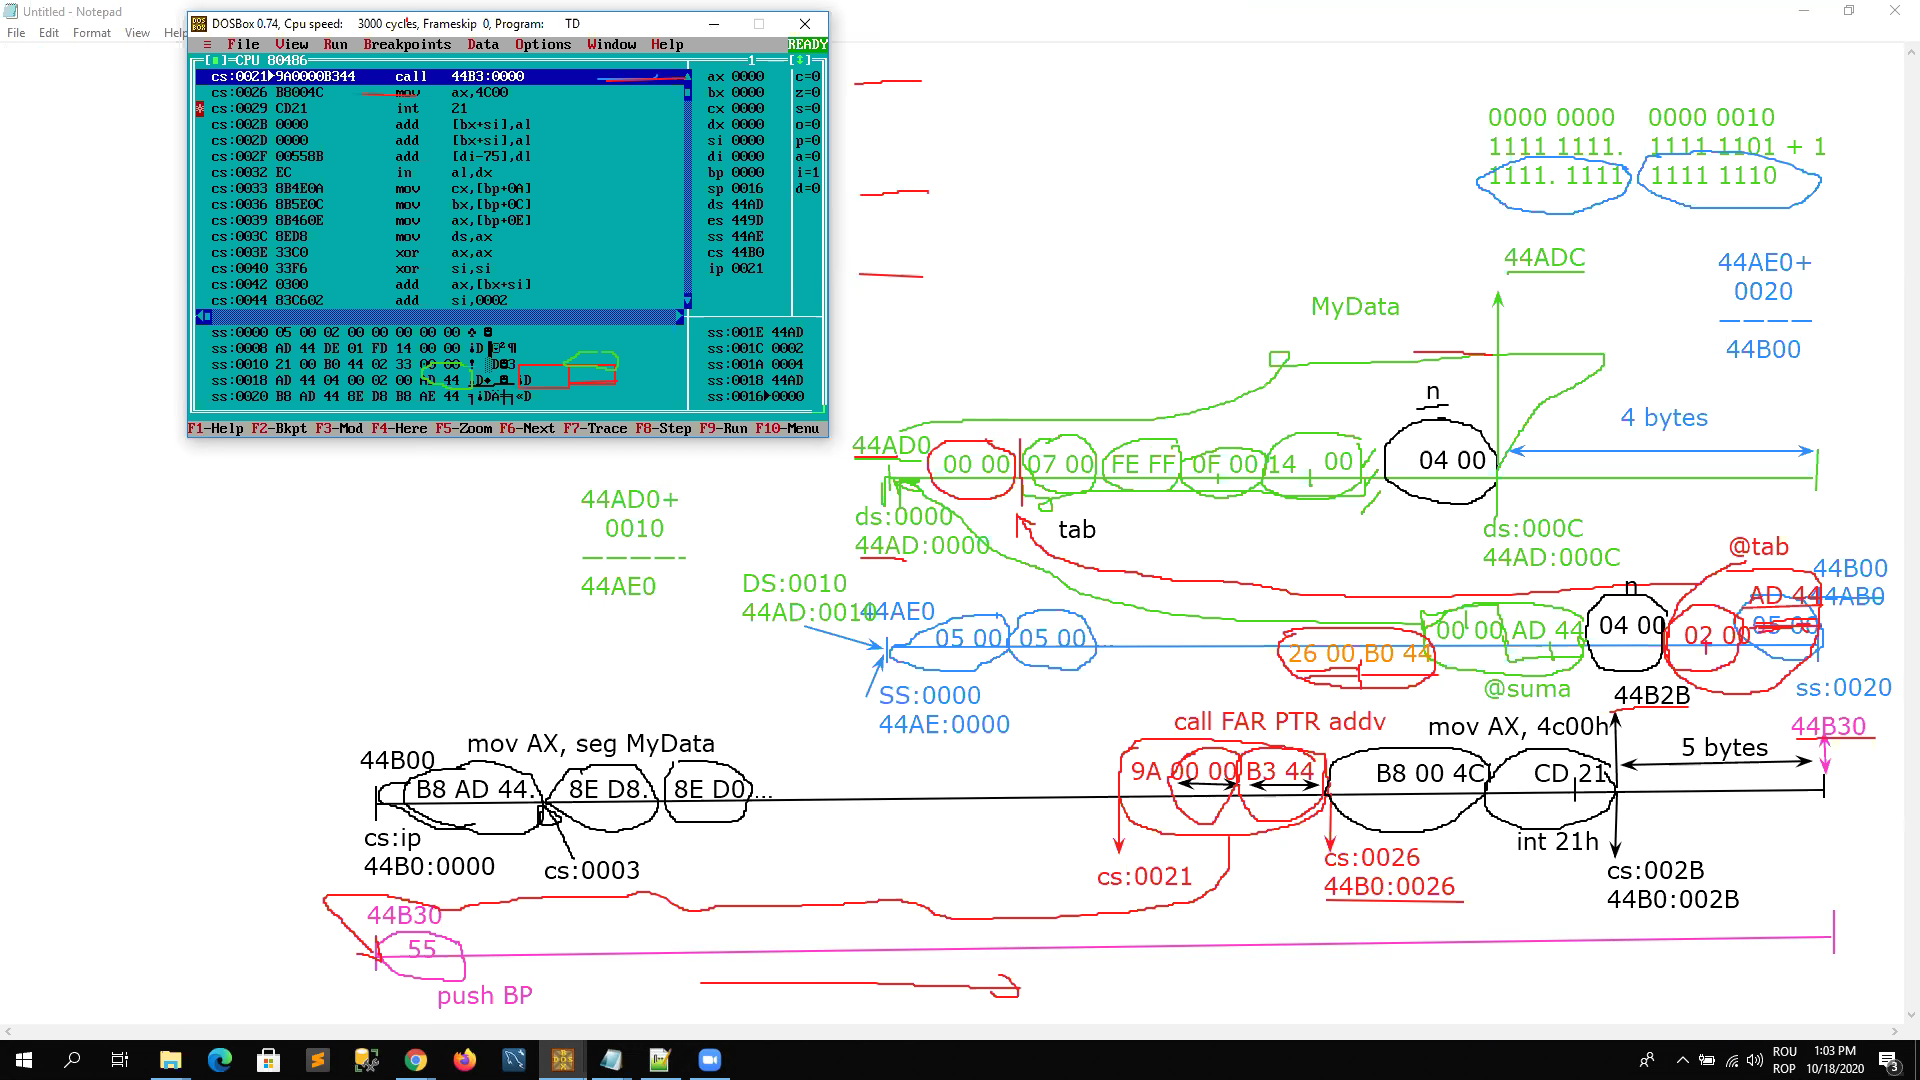 Untitled - Notepad
File Edit Format View Help
DOSBox 0.74, Cpu speed: 3000 cycles, Frameskip 0, Program: TD
≡ File View Run Breakpoints Data Options Window Help READY
CPU 80486 1
cs:0021 9A0000B344 call 44B3:0000 ax 0000 c=0
cs:0026 B8004C mov ax,4C00 bx 0000 z=0
cs:0029 CD21 int 21 cx 0000 s=0
cs:002B 0000 add [bx+si],al dx 0000 o=0
cs:002D 0000 add [bx+si],al si 0000 p=0
cs:002F 00558B add [di-75],dl di 0000 a=0
cs:0032 EC in al,dx bp 0000 i=1
cs:0033 8B4E0A mov cx,[bp+0A] sp 0016 d=0
cs:0036 8B5E0C mov bx,[bp+0C] ds 44AD
cs:0039 8B460E mov ax,[bp+0E] es 449D
cs:003C 8ED8 mov ds,ax ss 44AE
cs:003E 33C0 xor ax,ax cs 44B0
cs:0040 33F6 xor si,si ip 0021
cs:0042 0300 add ax,[bx+si]
cs:0044 83C602 add si,0002
ss:0000 05 00 02 00 00 00 00 00 ss:001E 44AD
ss:0008 AD 44 DE 01 FD 14 00 00 ss:001C 0002
ss:0010 21 00 B0 44 02 33 00 00 ss:001A 0004
ss:0018 AD 44 04 00 02 00 AD 44 ss:0018 44AD
ss:0020 B8 AD 44 8E D8 B8 AE 44 ss:0016 0000
F1-Help F2-Bkpt F3-Mod F4-Here F5-Zoom F6-Next F7-Trace F8-Step F9-Run F10-Menu
0000 0000 0000 0010
1111 1111. 1111 1101 + 1
1111. 1111 1111 1110
44ADC
44AE0+
0020
————
44B00
MyData
n
4 bytes
44AD0
00 00 07 00 FE FF 0F 00 14 00 04 00
44AD0+
0010
—————-
44AE0
ds:0000
44AD:0000
tab
ds:000C
44AD:000C
@tab
DS:0010
44AD:0010
44AE0
44B00
AD 44
44AB0
n
05 00 05 00 ...
26 00 B0 44
00 00 AD 44
04 00
02 00
05 00
SS:0000
44AE:0000
@suma
44B2B
ss:0020
44B00
mov AX, seg MyData
call FAR PTR addv
mov AX, 4c00h
5 bytes
44B30
B8 AD 44. 8E D8. 8E D0 ...
9A 00 00 B3 44
B8 00 4C CD 21
cs:ip
44B0:0000
cs:0003
cs:0021
cs:0026
44B0:0026
int 21h
cs:002B
44B0:002B
44B30
55
push BP
ROU
ROP
1:03 PM
10/18/2020
3